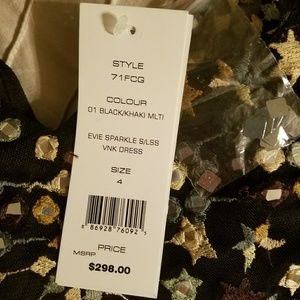 STYLE
71FCG
COLOUR
01 BLACK/KHAKI MLTI
EVIE SPARKLE S/LSS
VNK DRESS
SIZE
4
8 86928 76092 5
PRICE
MSRP
$298.00